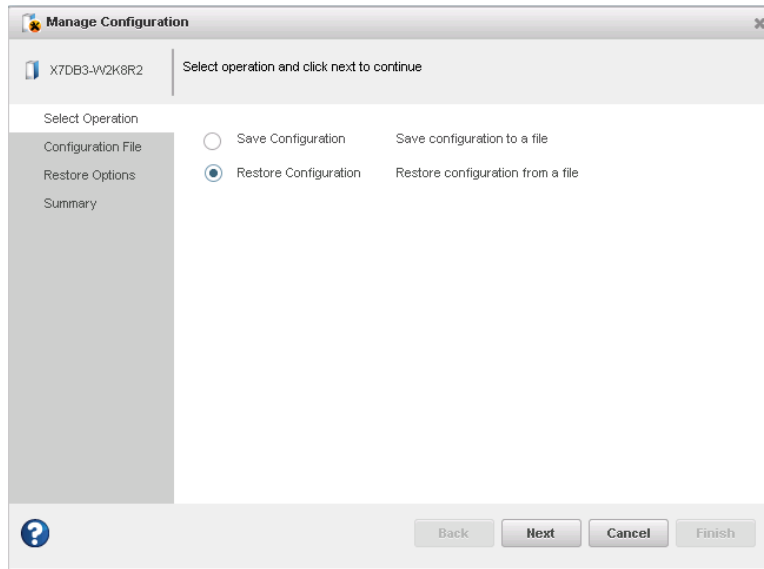 Manage Configuration
X7DB3-W2K8R2
Select operation and click next to continue
Select Operation
Configuration File
Restore Options
Summary
Save Configuration Save configuration to a file
Restore Configuration Restore configuration from a file
? Back Next Cancel Finish